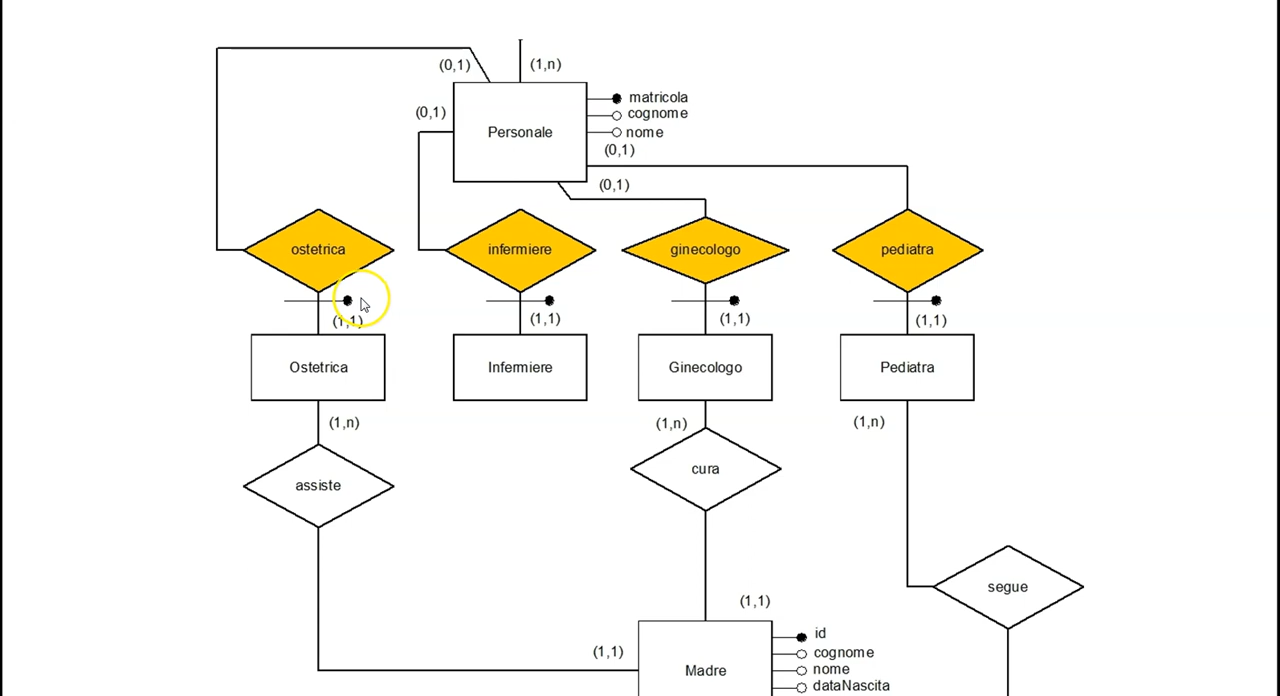 (0,1)
(1,n)
matricola
(0,1)
cognome
Personale
nome
(0,1)
(0,1)
ostetrica
infermiere
ginecologo
pediatra
(1,1)
(1,1)
(1,1)
(1,1)
Ostetrica
Infermiere
Ginecologo
Pediatra
(1,n)
(1,n)
(1,n)
assiste
cura
segue
(1,1)
(1,1)
id
cognome
Madre
nome
dataNascita